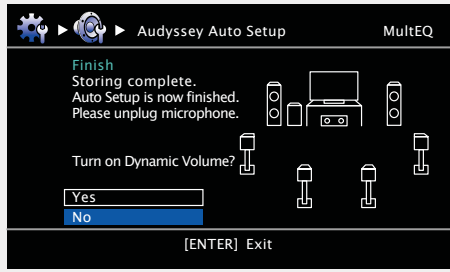 Audyssey Auto Setup MultEQ
Finish
Storing complete.
Auto Setup is now finished.
Please unplug microphone.
Turn on Dynamic Volume?
Yes
No
[ENTER] Exit